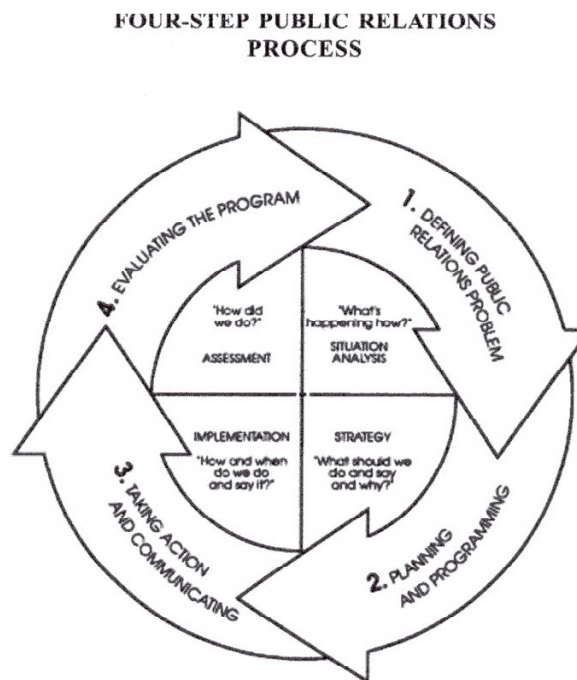 FOUR-STEP PUBLIC RELATIONS
PROCESS
1. DEFINING PUBLIC
RELATIONS PROBLEM
2. PLANNING
AND PROGRAMMING
3. TAKING ACTION
AND COMMUNICATING
4. EVALUATING THE PROGRAM
"How did
we do?"
ASSESSMENT
"What's
happening how?"
SITUATION
ANALYSIS
IMPLEMENTATION
"How and when
do we do
and say it?"
STRATEGY
"What should we
do and say
and why?"